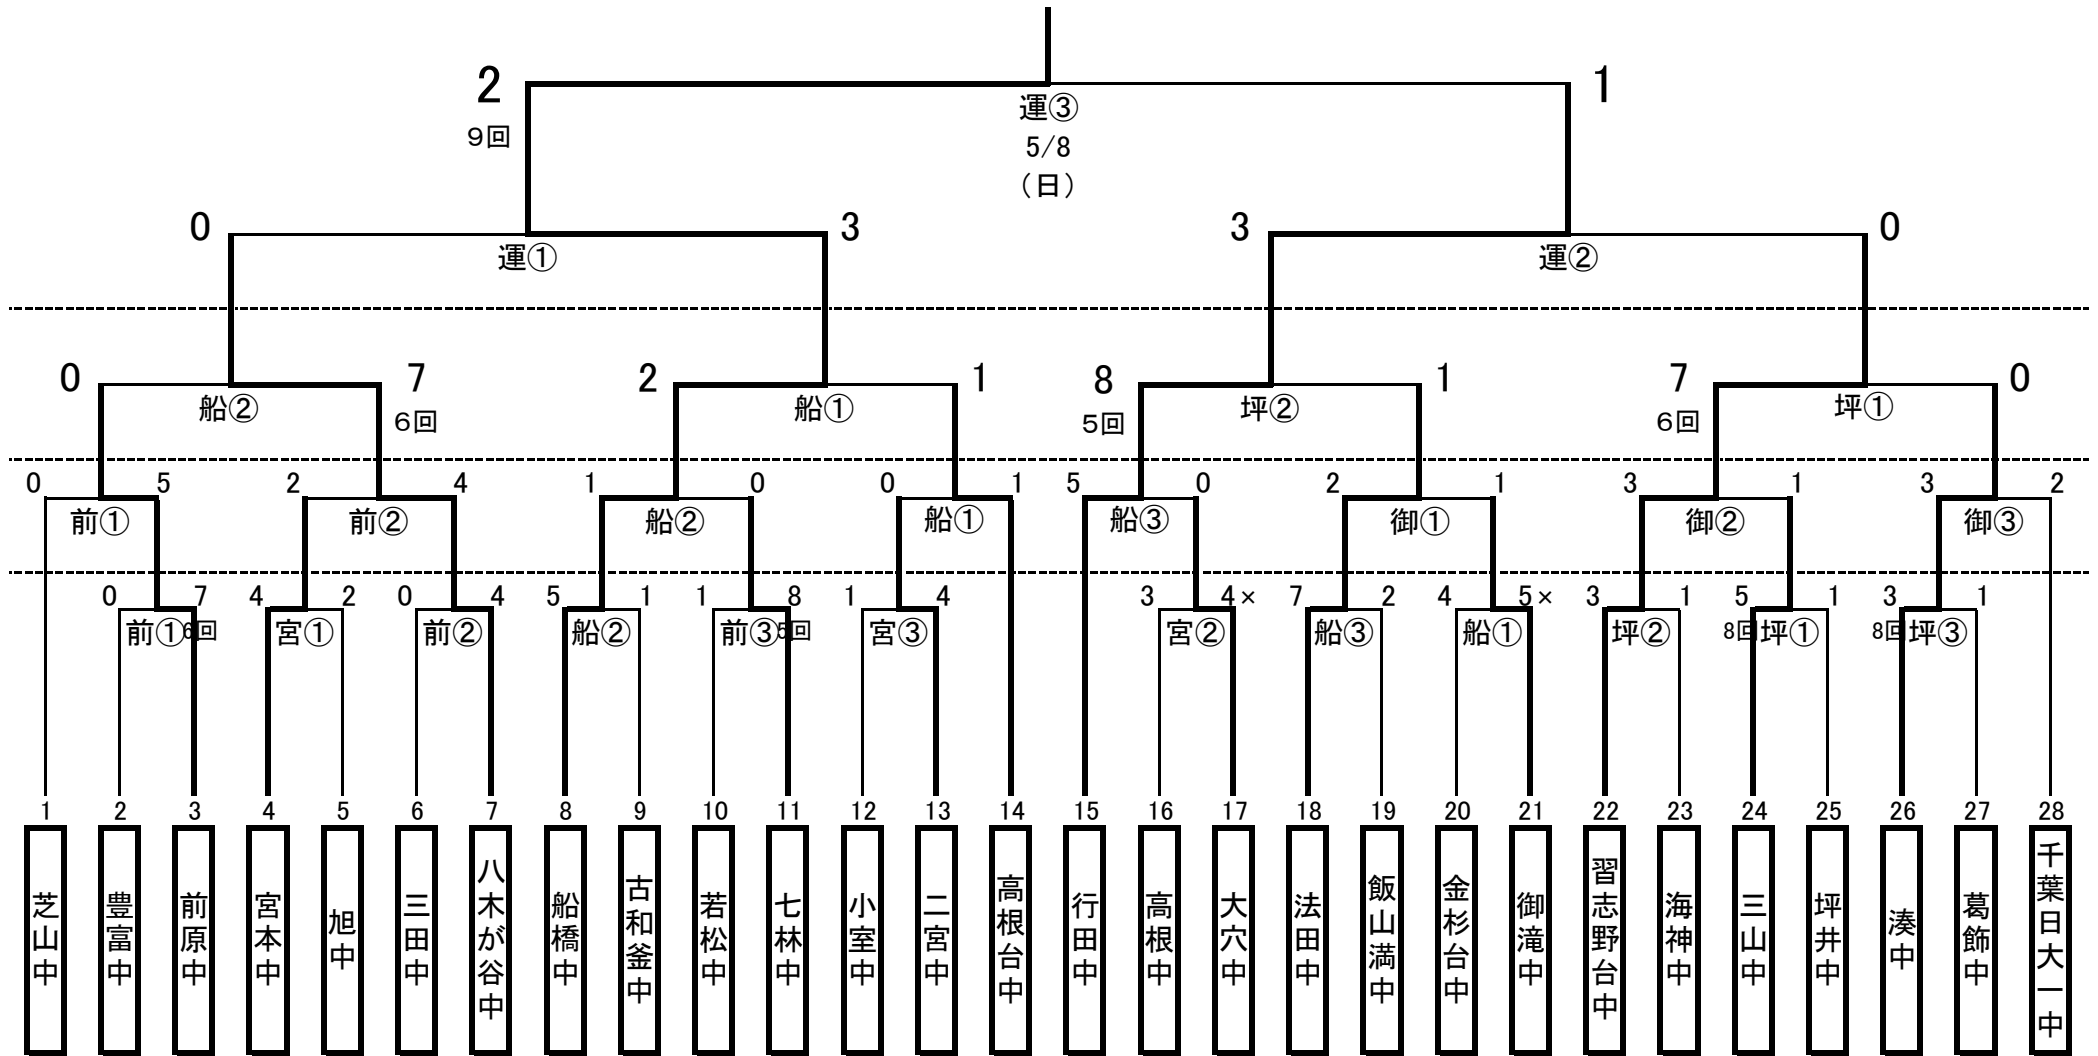 2 1
運③
9回
5/8
(日)
0 3 3 0
運① 運②
0 7 2 1 8 1 7 0
船② 船① 坪② 坪①
6回 5回 6回
0 5 2 4 1 0 0 1 5 0 2 1 3 1 3 2
前① 前② 船② 船① 船③ 御① 御② 御③
0 7 4 2 0 4 5 1 1 8 1 4 3 4× 7 2 4 5× 3 1 5 1 3 1
前① 6回 宮① 前② 船② 前③ 5回 宮③ 宮② 船③ 船① 坪② 8回 坪① 8回 坪③
1 2 3 4 5 6 7 8 9 10 11 12 13 14 15 16 17 18 19 20 21 22 23 24 25 26 27 28
芝山中
豊富中
前原中
宮本中
旭中
三田中
八木が谷中
船橋中
古和釜中
若松中
七林中
小室中
二宮中
高根台中
行田中
高根中
大穴中
法田中
飯山満中
金杉台中
御滝中
習志野台中
海神中
三山中
坪井中
湊中
葛飾中
千葉日大一中